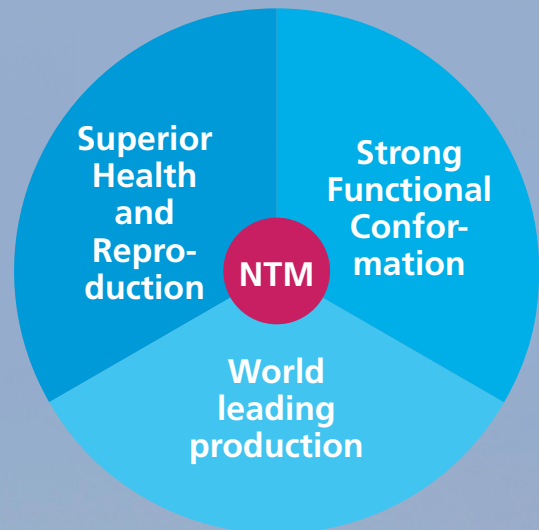 Superior
Health
and
Repro-
duction
Strong
Functional
Confor-
mation
NTM
World
leading
production